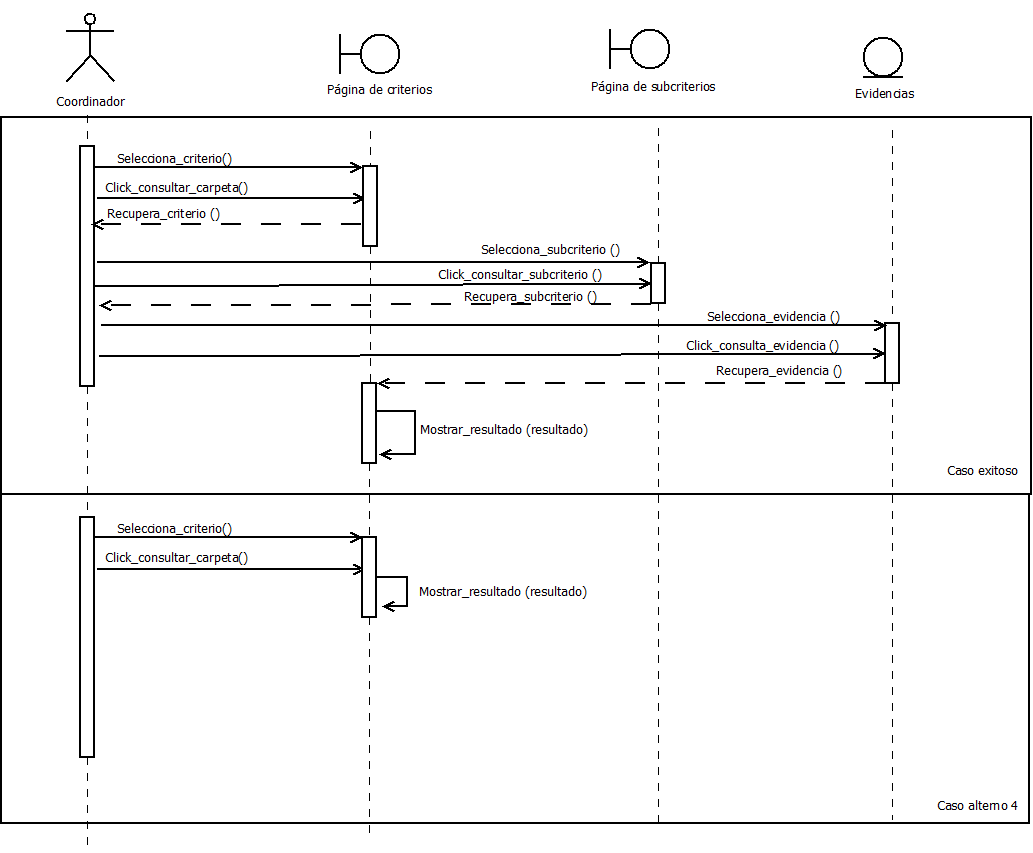 Coordinador
Página de criterios
Página de subcriterios
Evidencias
Selecciona_criterio()
Click_consultar_carpeta()
Recupera_criterio ()
Selecciona_subcriterio ()
Click_consultar_subcriterio ()
Recupera_subcriterio ()
Selecciona_evidencia ()
Click_consulta_evidencia ()
Recupera_evidencia ()
Mostrar_resultado (resultado)
Caso exitoso
Selecciona_criterio()
Click_consultar_carpeta()
Mostrar_resultado (resultado)
Caso alterno 4